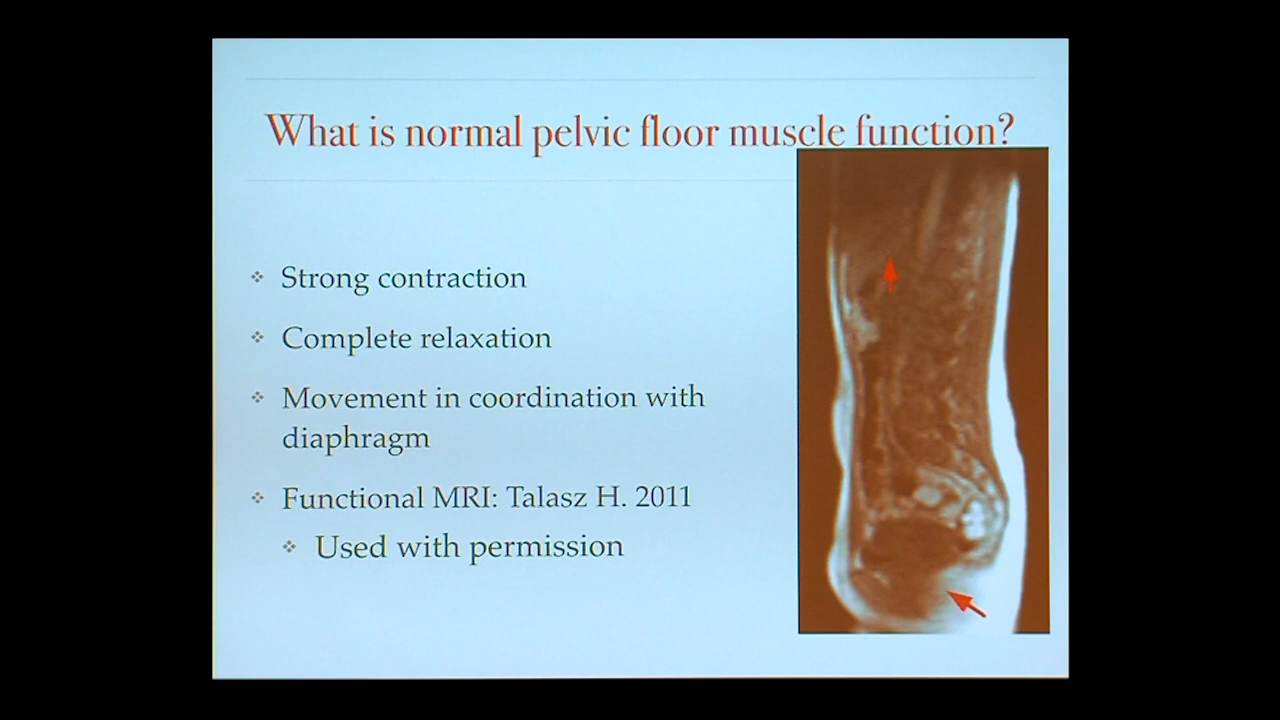 What is normal pelvic floor muscle function?
Strong contraction
Complete relaxation
Movement in coordination with
diaphragm
Functional MRI: Talasz H. 2011
Used with permission